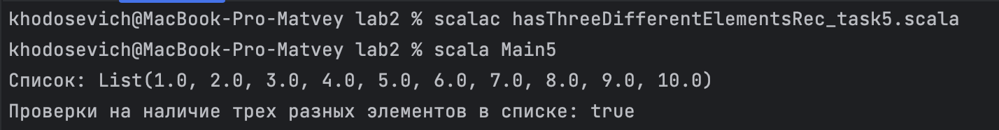 khodosevich@MacBook-Pro-Matvey lab2 % scalac hasThreeDifferentElementsRec_task5.scala
khodosevich@MacBook-Pro-Matvey lab2 % scala Main5
Список: List(1.0, 2.0, 3.0, 4.0, 5.0, 6.0, 7.0, 8.0, 9.0, 10.0)
Проверки на наличие трех разных элементов в списке: true